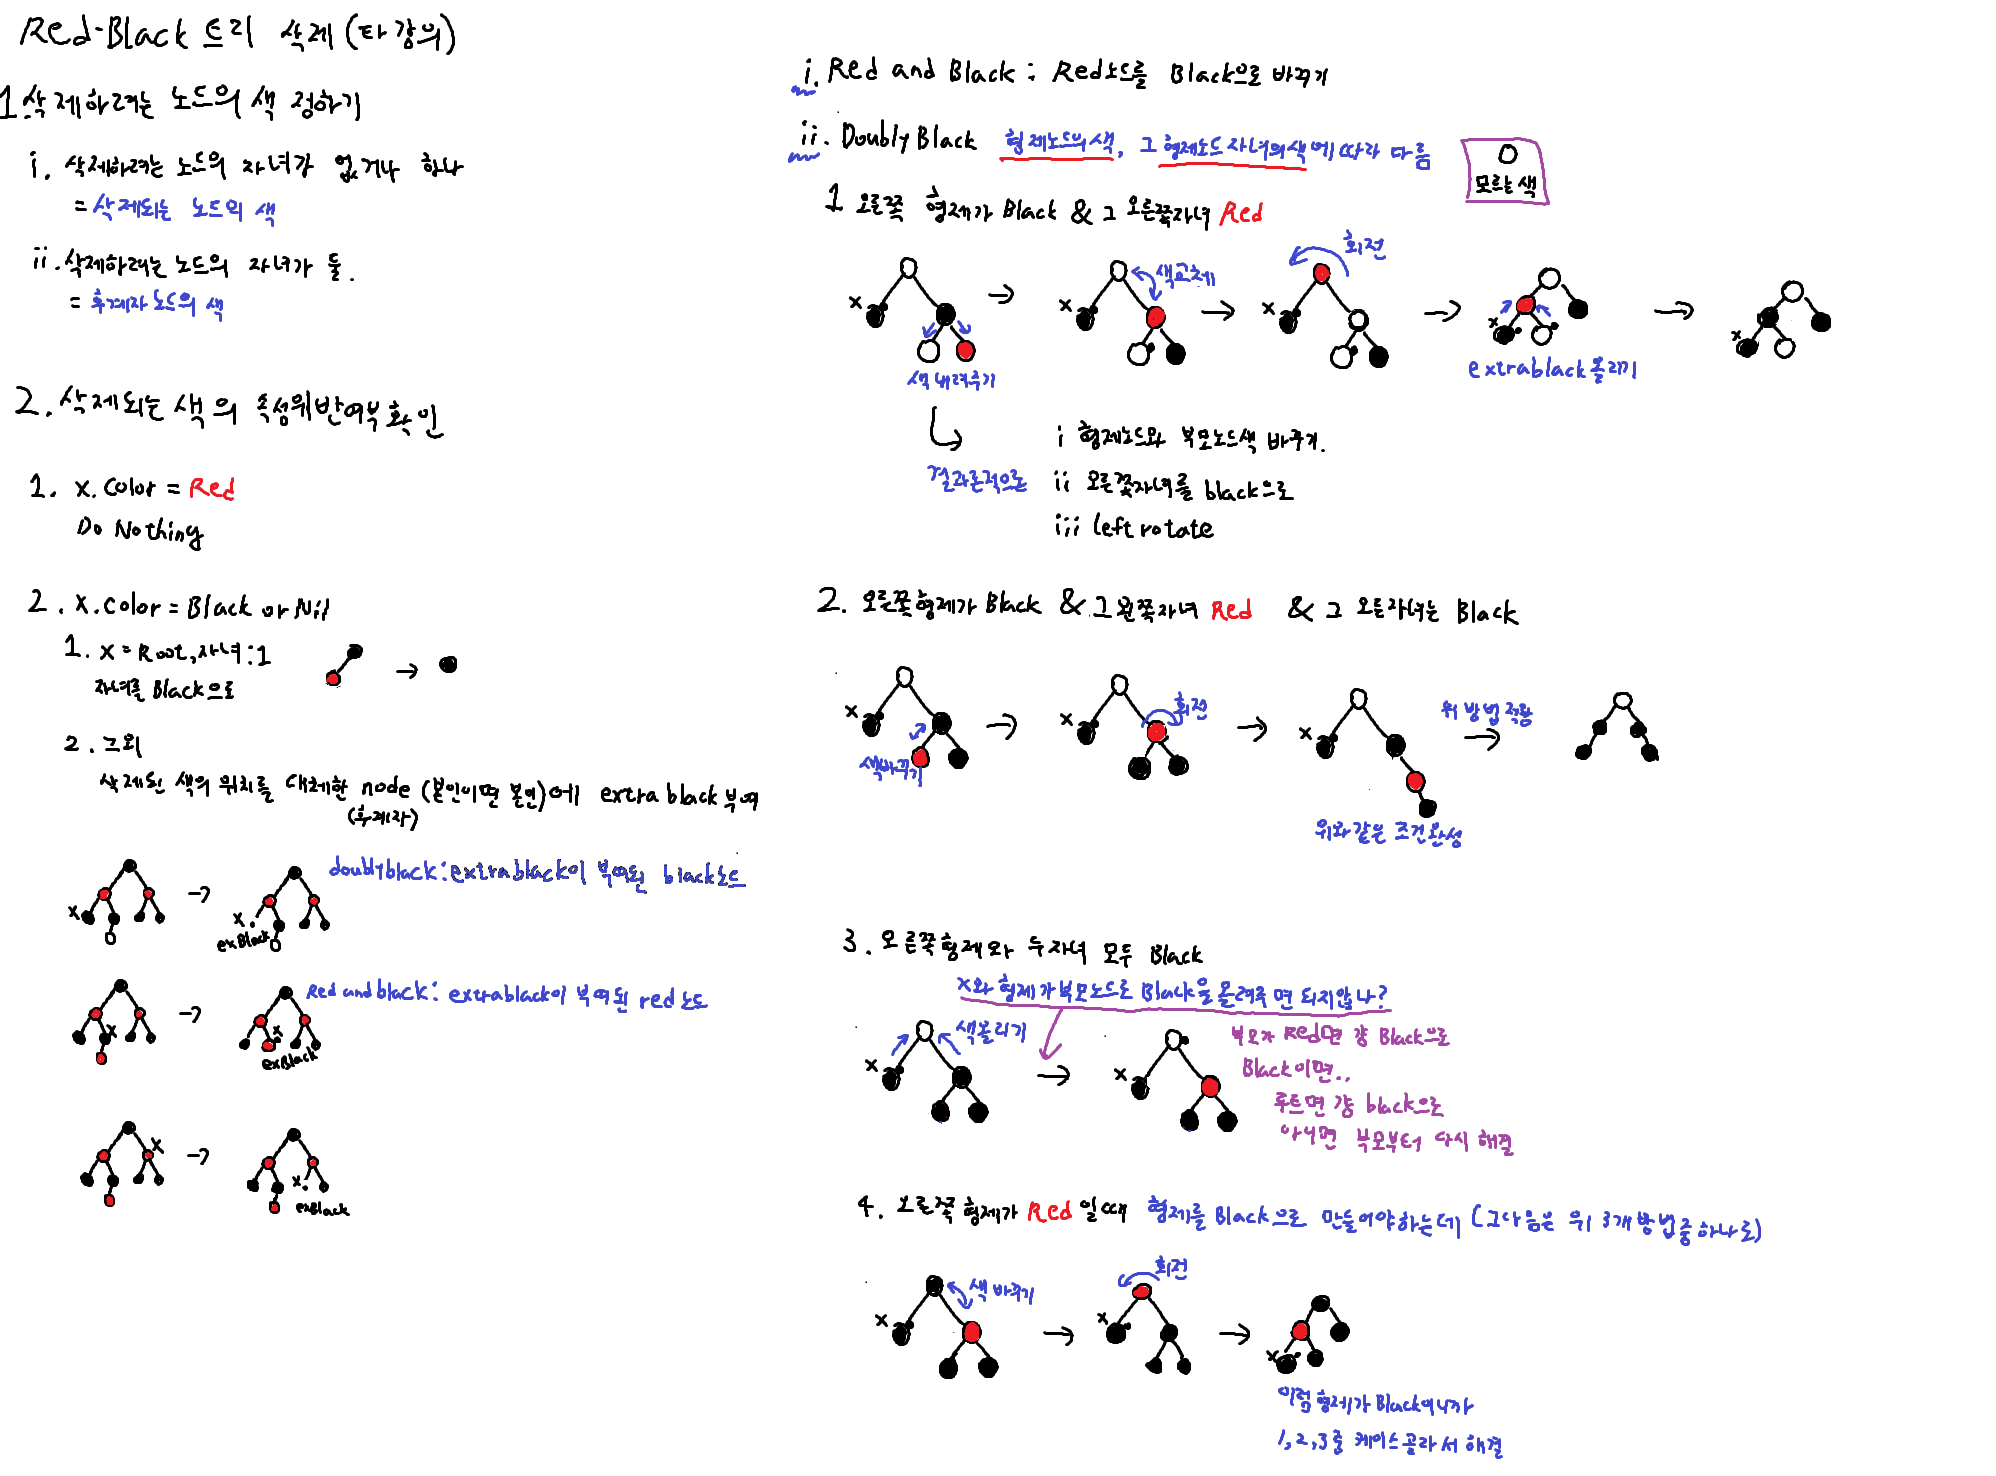 Red-Black 트리 삭제 (타강의)
1.삭제하려는 노드의 색 정하기
i. 삭제하려는 노드의 자녀가 없거나 하나
= 삭제되는 노드의 색
ii. 삭제하려는 노드의 자녀가 둘.
= 후계자 노드의 색
2. 삭제되는 색의 속성위반여부 확인
1. x. Color = Red
Do Nothing
2. x.color = Black or Nil
1. x = Root, 자녀:1
자녀를 Black으로
2. 그외
삭제된 색의 위치를 대체한 node (본인이면 본인)에 extra black 부여
(후계자)
doublyblack: extrablack이 부여된 black노드
x
x
exBlack
Red and black: extrablack이 부여된 red 노드
x
x
exBlack
x
x
exBlack
i. Red and Black : Red노드를 Black으로 바꾸기
ii. Doubly Black 형제노드의 색, 그 형제노드 자녀의 색에 따라 다름
모르는 색
1 오른쪽 형제가 Black & 그 오른쪽자녀 Red
x
색 내려주기
x
색교체
x
회전
x
extrablack 올리기
x
결과론적으론
i 형제노드와 부모노드색 바꾸기.
ii 오른쪽자녀를 black으로
iii left rotate
2. 오른쪽형제가 Black & 그 왼쪽자녀 Red & 그 오른자녀는 Black
x
색바꾸기
x
회전
x
위와 같은 조건완성
위 방법 적용
3. 오른쪽형제와 두자녀 모두 Black
x와 형제가 부모노드로 Black을 올려주면 되지않나?
x
색올리기
x
부모가 Red면 걍 Black으로
Black이면..
루트면 걍 black으로
아니면 부모부터 다시 해결
4. 오른쪽 형제가 Red 일때 형제를 Black으로 만들어야하는데 (그다음은 위 3개 방법중 하나로)
x
색 바꾸기
x
회전
x
이럼 형제가 Black이니까
1,2,3중 케이스 골라서 해결